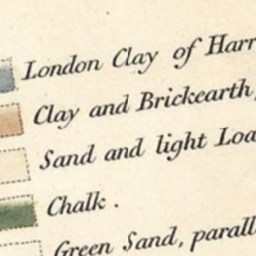 London Clay of Harr
Clay and Brickearth,
Sand and light Loa
Chalk.
Green Sand, parall